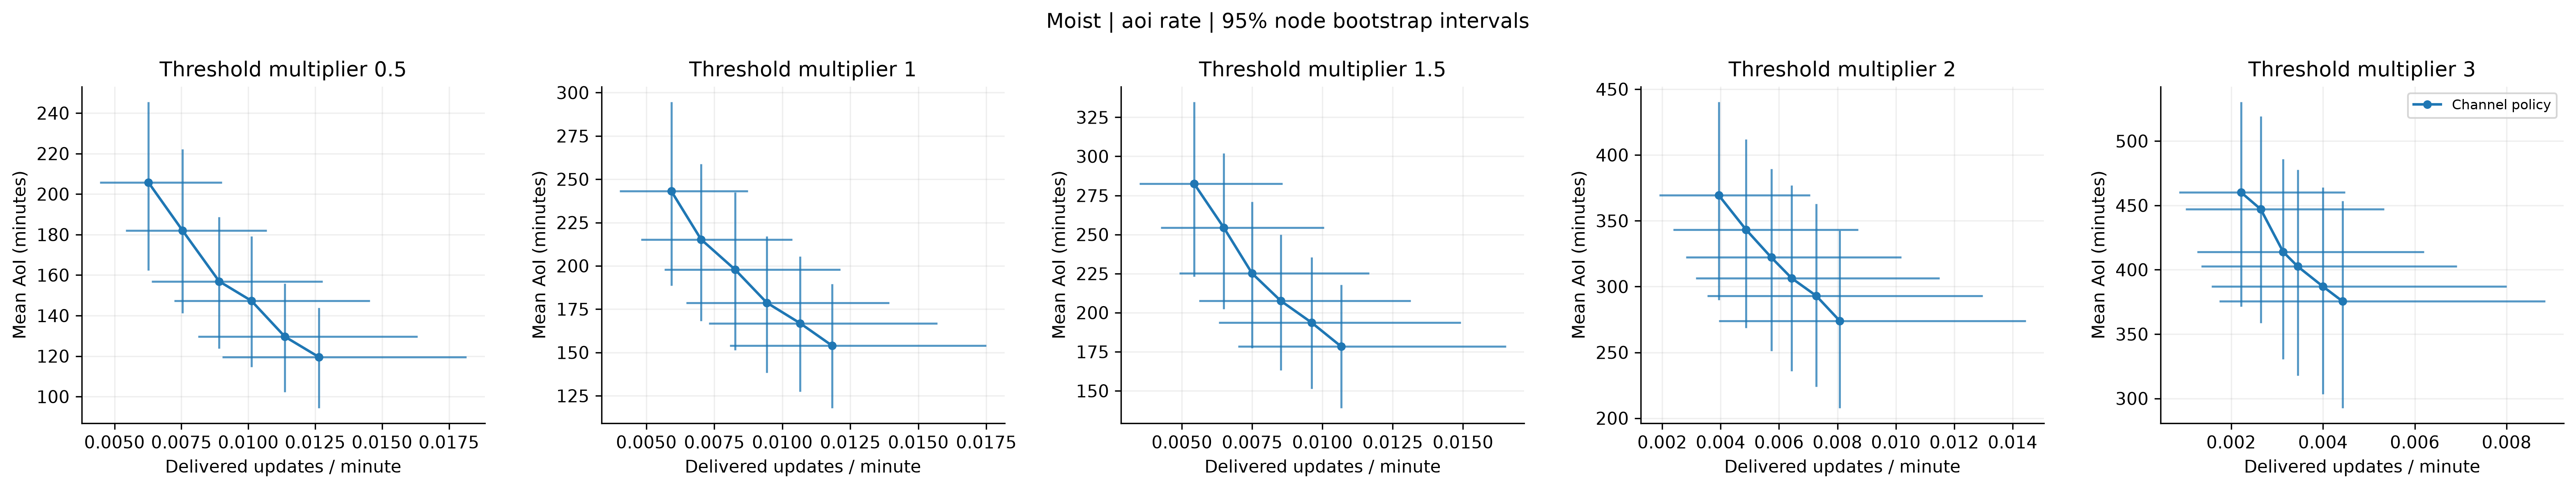 Moist | aoi rate | 95% node bootstrap intervals
Threshold multiplier 0.5
240
220
200
180
160
140
120
100
Mean AoI (minutes)
0.0050 0.0075 0.0100 0.0125 0.0150 0.0175
Delivered updates / minute
Threshold multiplier 1
300
275
250
225
200
175
150
125
Mean AoI (minutes)
0.0050 0.0075 0.0100 0.0125 0.0150 0.0175
Delivered updates / minute
Threshold multiplier 1.5
325
300
275
250
225
200
175
150
Mean AoI (minutes)
0.0050 0.0075 0.0100 0.0125 0.0150
Delivered updates / minute
Threshold multiplier 2
450
400
350
300
250
200
Mean AoI (minutes)
0.002 0.004 0.006 0.008 0.010 0.012 0.014
Delivered updates / minute
Threshold multiplier 3
Channel policy
500
450
400
350
300
Mean AoI (minutes)
0.002 0.004 0.006 0.008
Delivered updates / minute